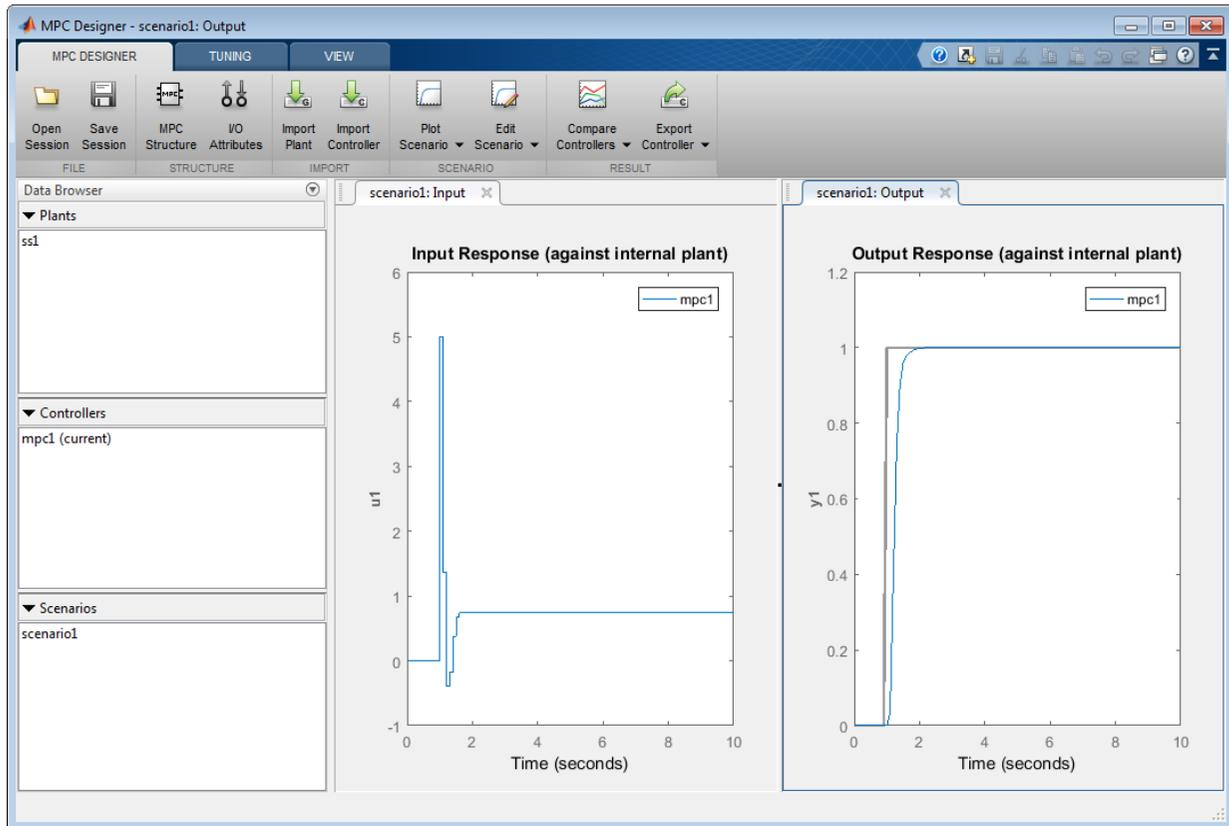 MPC Designer - scenario1: Output
MPC DESIGNER TUNING VIEW
Open Session
Save Session
MPC Structure
I/O Attributes
Import Plant
Import Controller
Plot Scenario
Edit Scenario
Compare Controllers
Export Controller
FILE STRUCTURE IMPORT SCENARIO RESULT
Data Browser
Plants
ss1
Controllers
mpc1 (current)
Scenarios
scenario1
scenario1: Input
Input Response (against internal plant)
mpc1
6
5
4
3
2
1
0
-1
u1
0 2 4 6 8 10
Time (seconds)
scenario1: Output
Output Response (against internal plant)
mpc1
1.2
1
0.8
0.6
0.4
0.2
0
y1
0 2 4 6 8 10
Time (seconds)